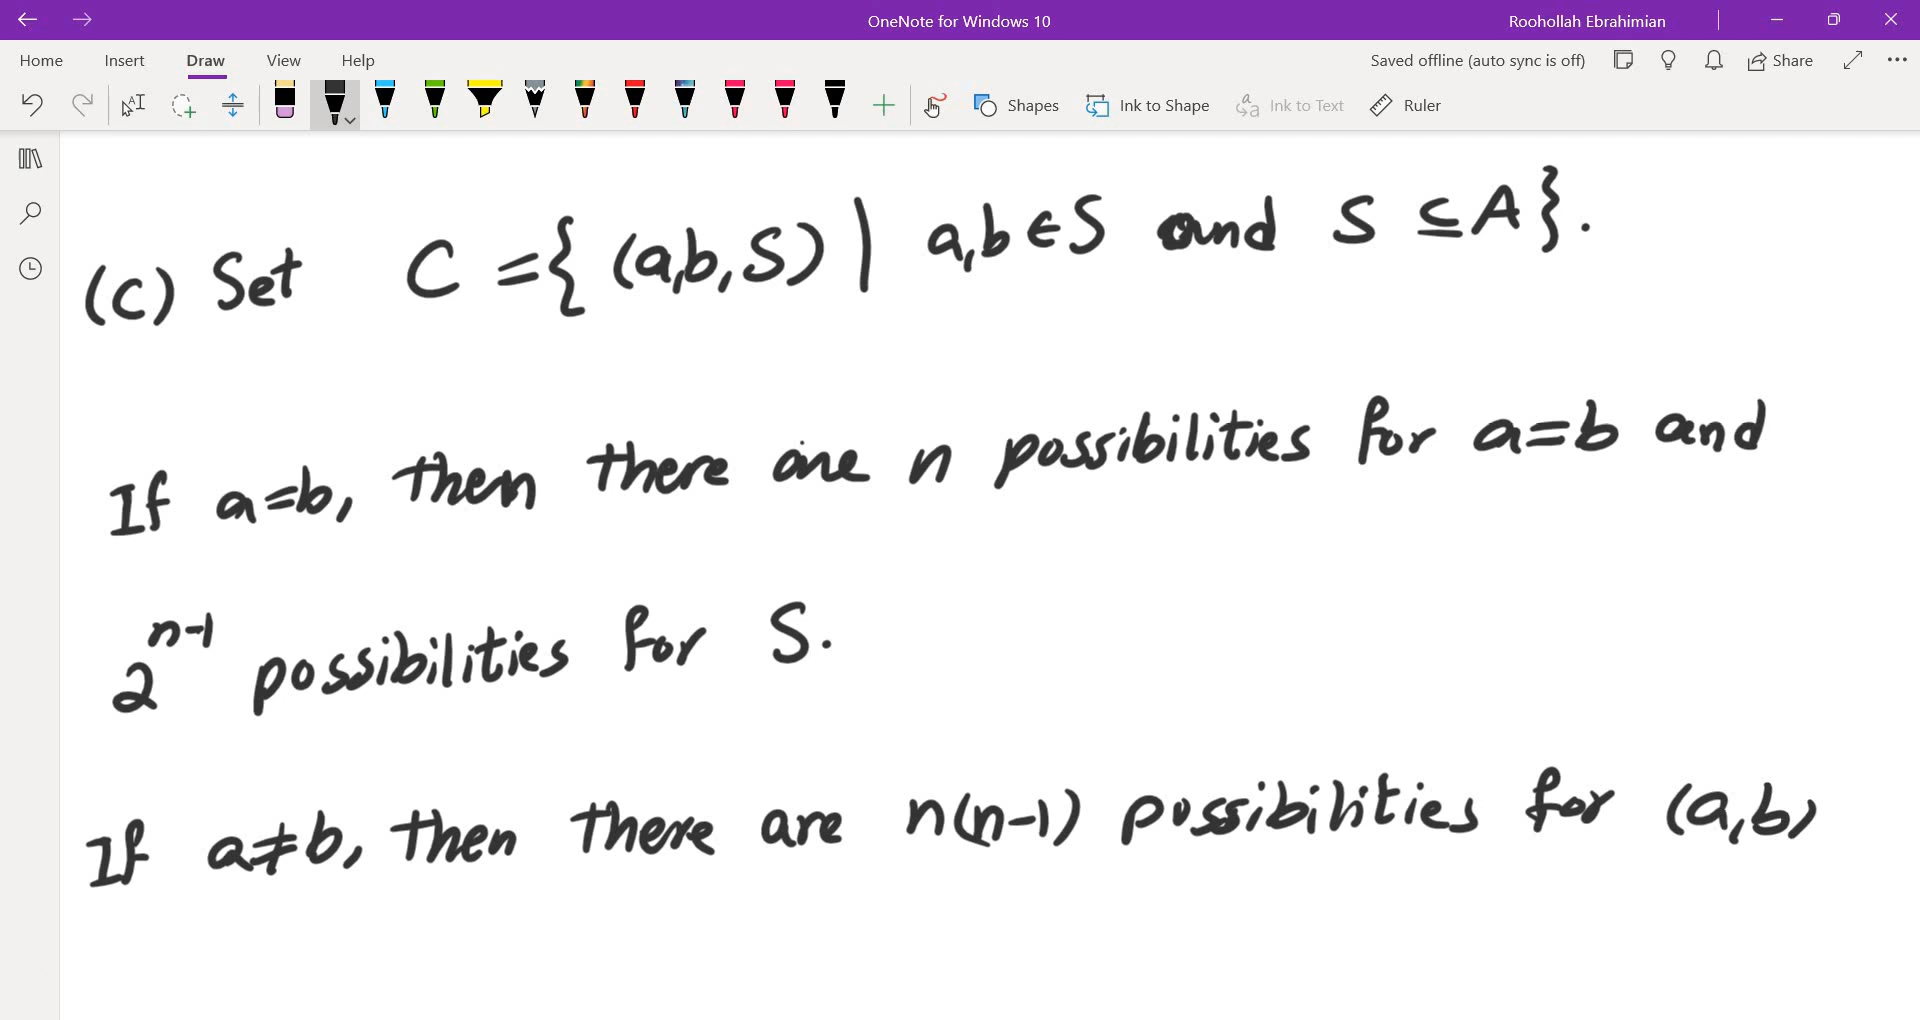 OneNote for Windows 10
Roohollah Ebrahimian
Home Insert Draw View Help
Saved offline (auto sync is off) Share
Shapes Ink to Shape Ink to Text Ruler
(c) Set C = { (a,b,S) | a,b ∈ S and S ⊆ A }.
If a=b, then there are n possibilities for a=b and
2^{n-1} possibilities for S.
If a≠b, then there are n(n-1) possibilities for (a,b)